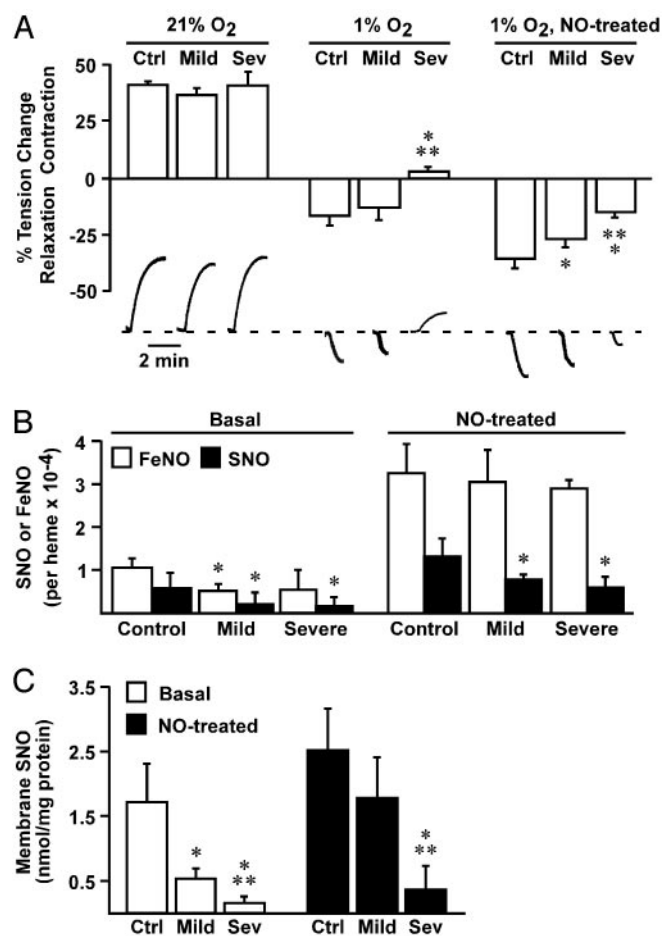 A
21% O2 1% O2 1% O2, NO-treated
Ctrl Mild Sev Ctrl Mild Sev Ctrl Mild Sev
% Tension Change
Relaxation Contraction
50
25
0
-25
-50
*
**
*
**
*
2 min
B
Basal NO-treated
FeNO SNO
SNO or FeNO
(per heme x 10-4)
4
3
2
1
* * * * *
Control Mild Severe Control Mild Severe
C
Basal
NO-treated
Membrane SNO
(nmol/mg protein)
3.5
2.5
1.5
0.5
*
*
**
*
**
Ctrl Mild Sev Ctrl Mild Sev